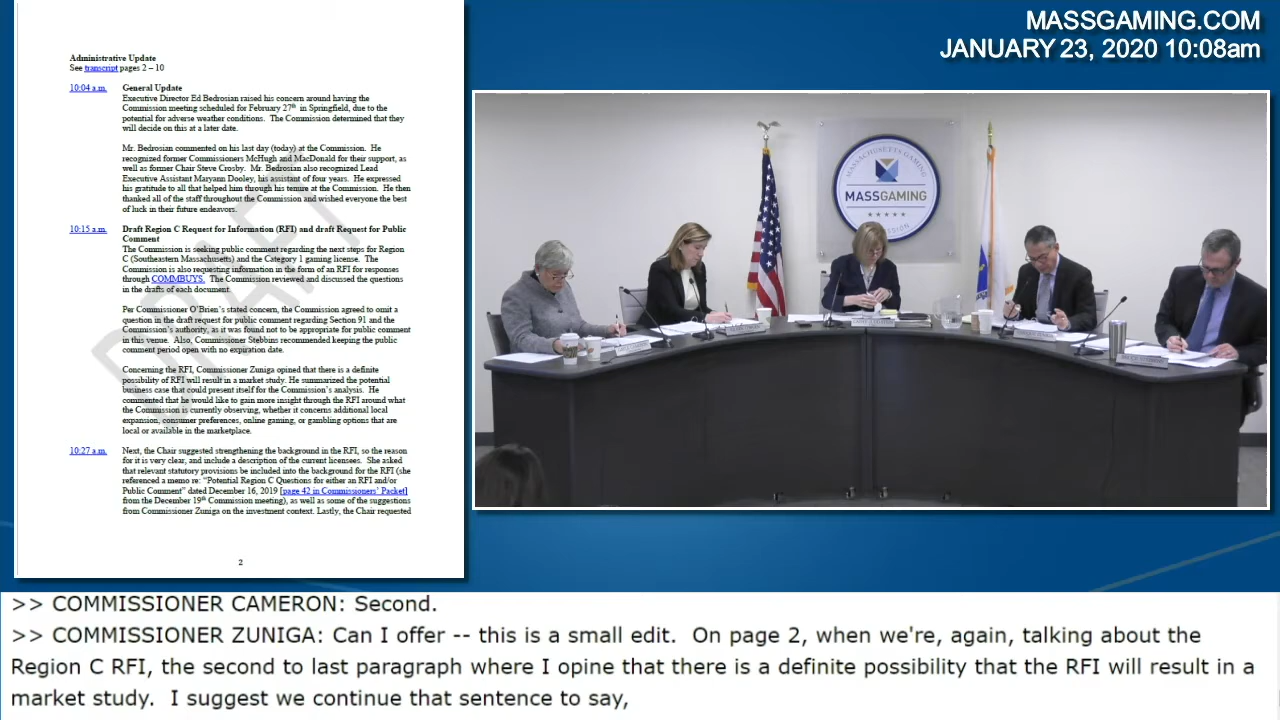 Administrative Update
See transcript pages 2 – 10
10:04 a.m. General Update
Executive Director Ed Bedrosian raised his concern around having the
Commission meeting scheduled for February 27th in Springfield, due to the
potential for adverse weather conditions. The Commission determined that they
will decide on this at a later date.
Mr. Bedrosian commented on his last day (today) at the Commission. He
recognized former Commissioners McHugh and MacDonald for their support, as
well as former Chair Steve Crosby. Mr. Bedrosian also recognized Lead
Executive Assistant Maryann Dooley, his assistant of four years. He expressed
his gratitude to all that helped him through his tenure at the Commission. He then
thanked all of the staff throughout the Commission and wished everyone the best
of luck in their future endeavors.
10:15 a.m. Draft Region C Request for Information (RFI) and draft Request for Public
Comment
The Commission is seeking public comment regarding the next steps for Region
C (Southeastern Massachusetts) and the Category 1 gaming license. The
Commission is also requesting information in the form of an RFI for responses
through COMMBUYS. The Commission reviewed and discussed the questions
in the drafts of each document.
Per Commissioner O'Brien's stated concern, the Commission agreed to omit a
question in the draft request for public comment regarding Section 91 and the
Commission's authority, as it was found not to be appropriate for public comment
in this venue. Also, Commissioner Stebbins recommended keeping the public
comment period open with no expiration date.
Concerning the RFI, Commissioner Zuniga opined that there is a definite
possibility of RFI will result in a market study. He summarized the potential
business case that could present itself for the Commission's analysis. He
commented that he would like to gain more insight through the RFI around what
the Commission is currently observing, whether it concerns additional local
expansion, consumer preferences, online gaming, or gambling options that are
local or available in the marketplace.
10:27 a.m. Next, the Chair suggested strengthening the background in the RFI, so the reason
for it is very clear, and include a description of the current licensees. She asked
that relevant statutory provisions be included into the background for the RFI (she
referenced a memo re: "Potential Region C Questions for either an RFI and/or
Public Comment" dated December 16, 2019 [page 42 in Commissioners' Packet]
from the December 19th Commission meeting), as well as some of the suggestions
from Commissioner Zuniga on the investment context. Lastly, the Chair requested
2
DRAFT
MASSGAMING.COM
JANUARY 23, 2020 10:08am
MASSACHUSETTS GAMING
MASSGAMING
>> COMMISSIONER CAMERON: Second.
>> COMMISSIONER ZUNIGA: Can I offer -- this is a small edit. On page 2, when we're, again, talking about the
Region C RFI, the second to last paragraph where I opine that there is a definite possibility that the RFI will result in a
market study. I suggest we continue that sentence to say,